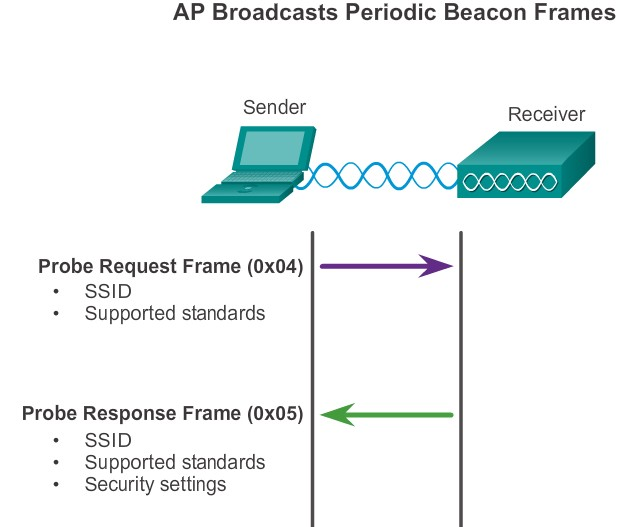 AP Broadcasts Periodic Beacon Frames
Sender
Receiver
Probe Request Frame (0x04)
• SSID
• Supported standards
Probe Response Frame (0x05)
• SSID
• Supported standards
• Security settings